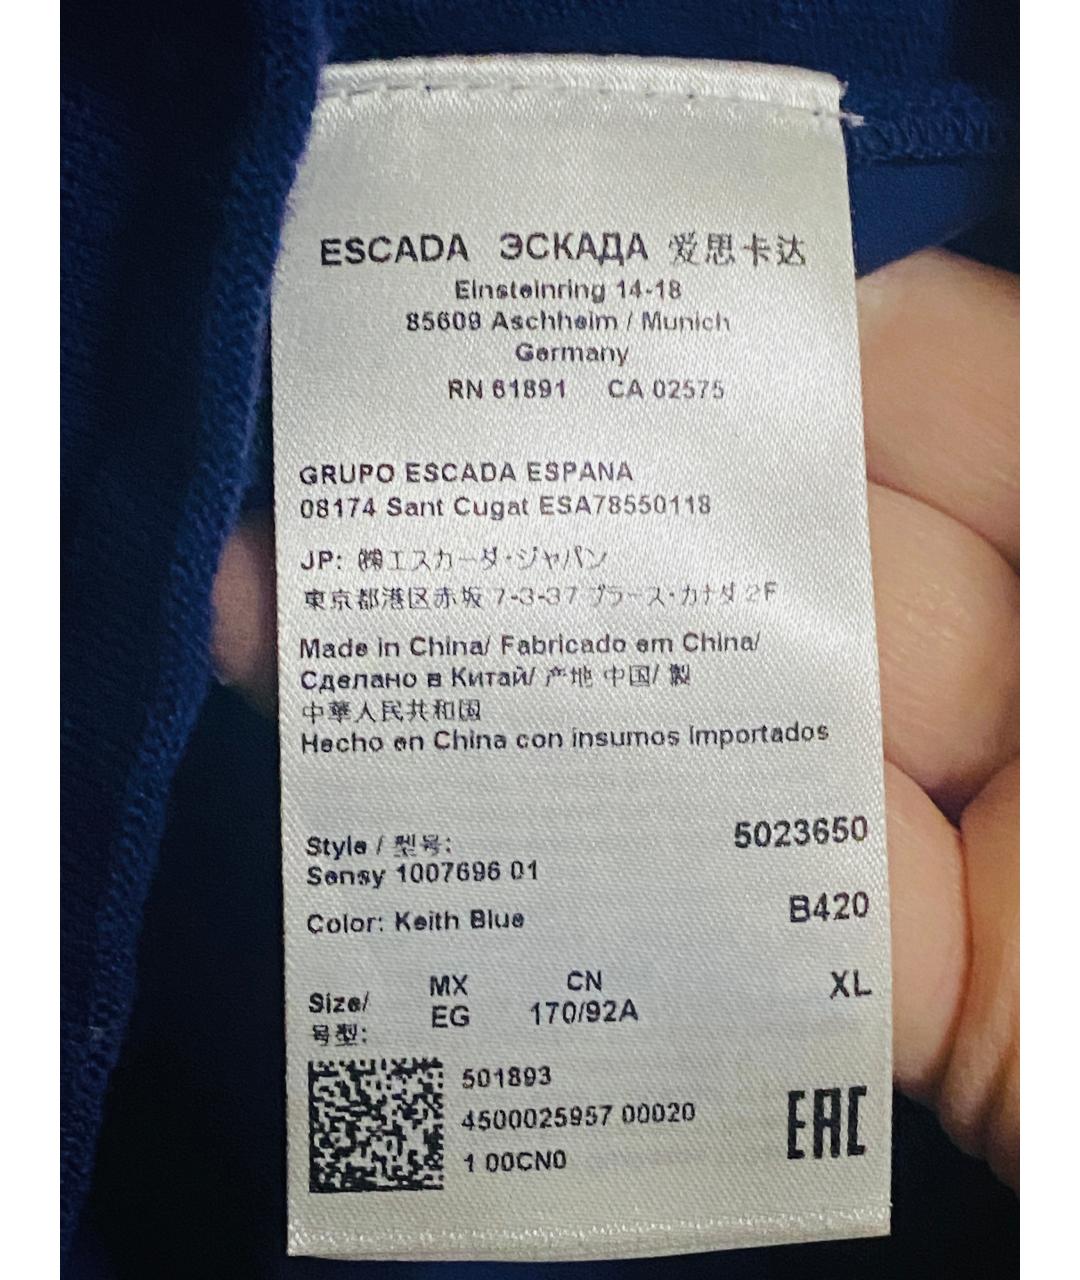 ESCADA ЭСКАДА 爱思卡达
Einsteinring 14-18
85609 Aschheim / Munich
Germany
RN 61891 CA 02575
GRUPO ESCADA ESPANA
08174 Sant Cugat ESA78550118
JP: ㈱エスカーダ・ジャパン
東京都港区赤坂 7-3-37 プラース・カナダ 2F
Made in China/ Fabricado em China/
Сделано в Китай/ 产地 中国/ 製
中華人民共和国
Hecho en China con insumos importados
Style / 型号: 5023650
Sensy 1007696 01
Color: Keith Blue B420
MX CN XL
Size/ EG 170/92A
号型:
501893
4500025957 00020
1 00CN0
EAC